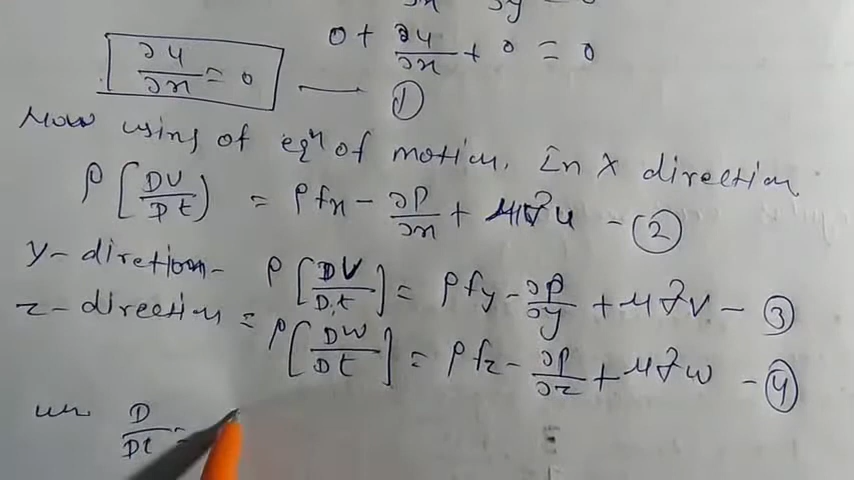 0 + ∂u/∂x + 0 = 0
∂u/∂x = 0 —— ①
Now using of eqⁿ of motion. In X direction
ρ[DU/Dt) = ρfx - ∂P/∂x + μ∇²u - ②
y-diretion- ρ[DV/Dt] = ρfy - ∂P/∂y + μ∇²v - ③
z-direction = ρ[DW/Dt] = ρfz - ∂P/∂z + μ∇²w - ④
D/Dt =